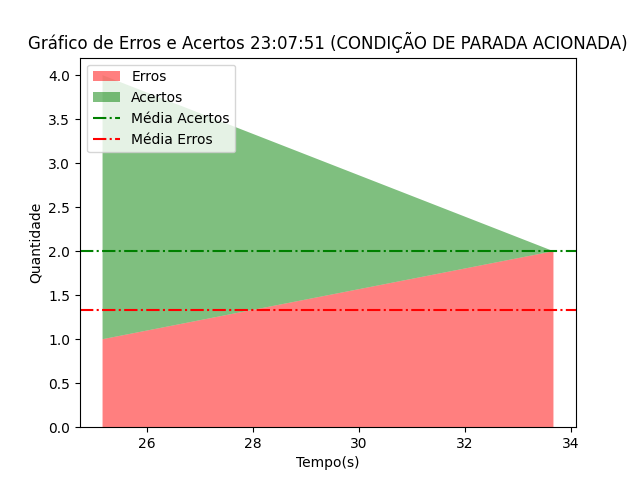 Gráfico de Erros e Acertos 23:07:51 (CONDIÇÃO DE PARADA ACIONADA)
Erros
Acertos
Média Acertos
Média Erros
Quantidade
4.0
3.5
3.0
2.5
2.0
1.5
1.0
0.5
0.0
26 28 30 32 34
Tempo(s)